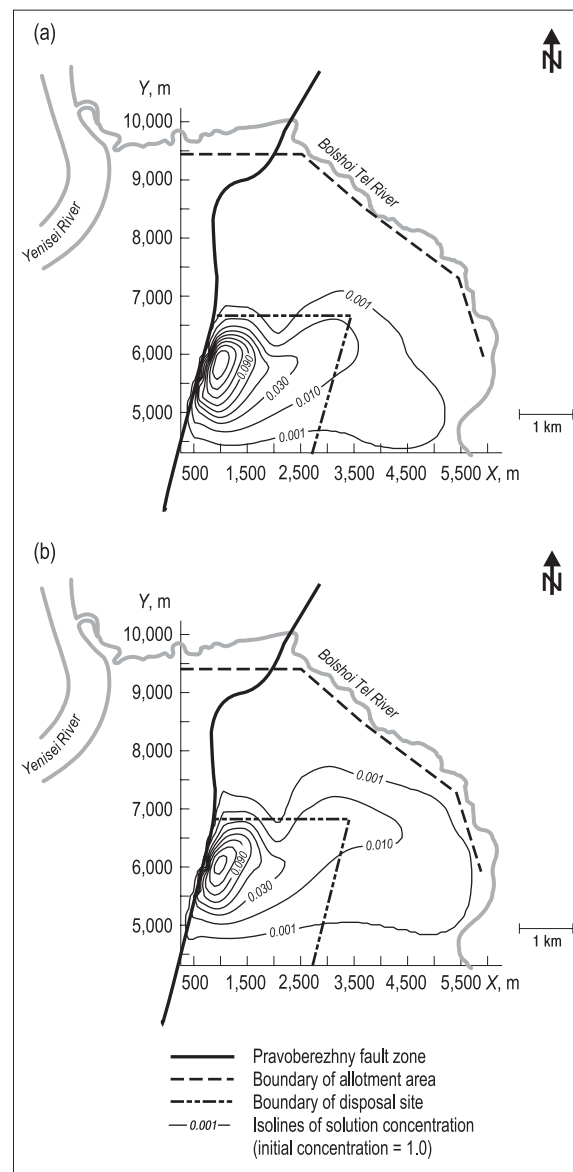 (a)
N
Y, m
10,000
9,000
8,000
7,000
6,000
5,000
Yenisei River
Bolshoi Tel River
0.001
0.090
0.030
0.010
0.001
1 km
500 1,500 2,500 3,500 4,500 5,500 X, m
(b)
N
Y, m
10,000
9,000
8,000
7,000
6,000
5,000
Yenisei River
Bolshoi Tel River
0.001
0.010
0.090
0.030
0.001
1 km
500 1,500 2,500 3,500 4,500 5,500 X, m
Pravoberezhny fault zone
Boundary of allotment area
Boundary of disposal site
0.001 Isolines of solution concentration
(initial concentration = 1.0)